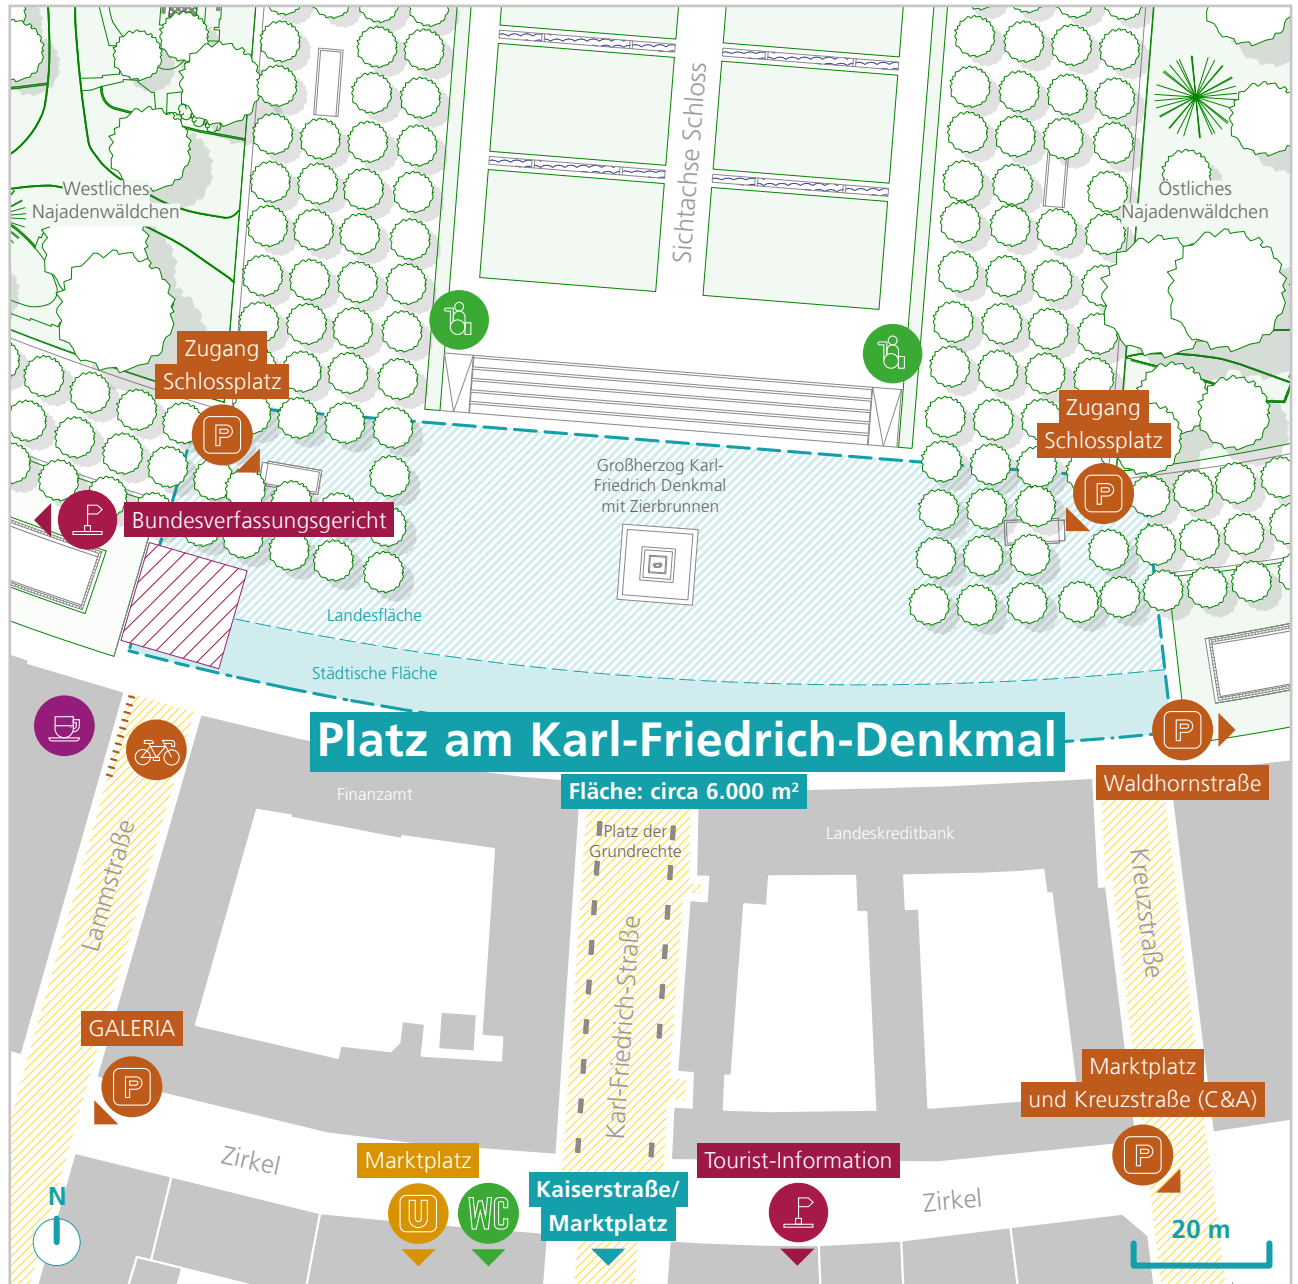 Sichtachse Schloss
Westliches
Najadenwäldchen
Östliches
Najadenwäldchen
Zugang
Schlossplatz
P
Zugang
Schlossplatz
P
Großherzog Karl-
Friedrich Denkmal
mit Zierbrunnen
Bundesverfassungsgericht
Landesfläche
Städtische Fläche
Platz am Karl-Friedrich-Denkmal
Fläche: circa 6.000 m²
P
Waldhornstraße
Finanzamt
Platz der
Grundrechte
Landeskreditbank
Lammstraße
Karl-Friedrich-Straße
Kreuzstraße
GALERIA
P
Marktplatz
und Kreuzstraße (C&A)
P
Zirkel
Marktplatz
U
WC
Kaiserstraße/
Marktplatz
Tourist-Information
Zirkel
N
20 m